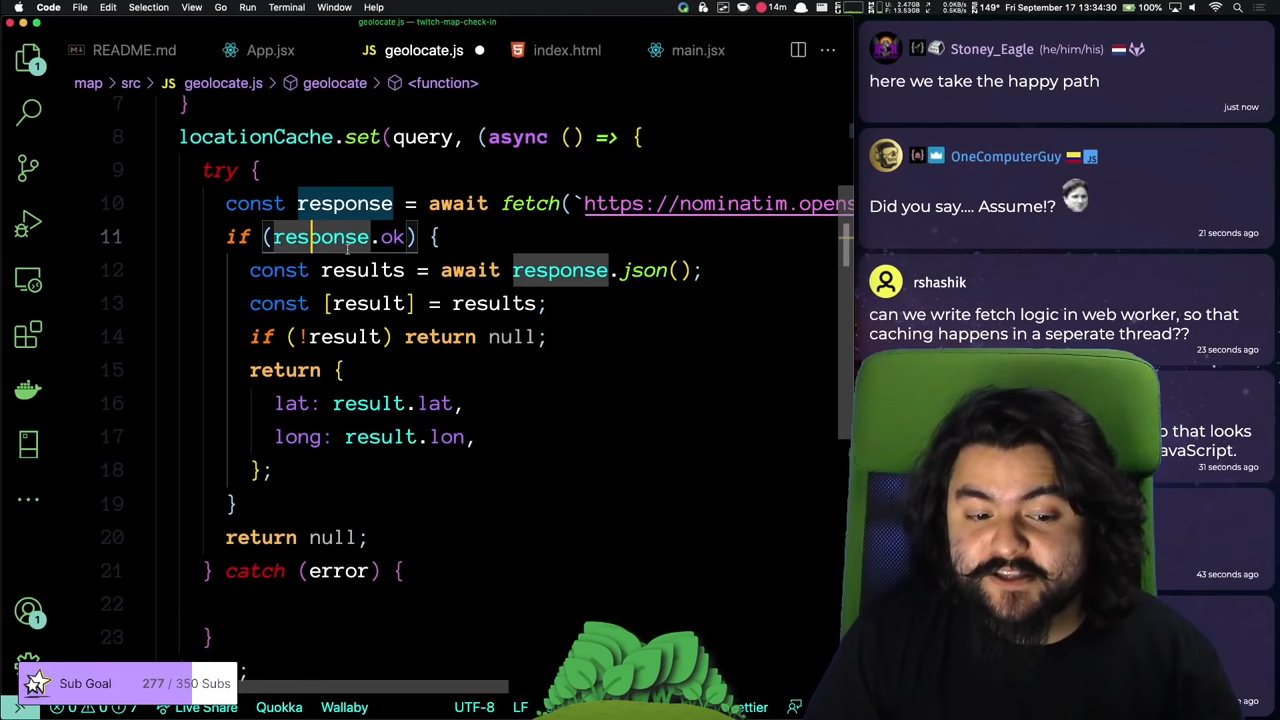 Code File Edit Selection View Go Run Terminal Window Help 14m 149° Fri September 17 13:34:30 100%
geolocate.js — twitch-map-check-in
README.md App.jsx JS geolocate.js index.html main.jsx
map > src > JS geolocate.js > geolocate > <function>
7 }
8 locationCache.set(query, (async () => {
9 try {
10 const response = await fetch(`https://nominatim.opens
11 if (response.ok) {
12 const results = await response.json();
13 const [result] = results;
14 if (!result) return null;
15 return {
16 lat: result.lat,
17 long: result.lon,
18 };
19 }
20 return null;
21 } catch (error) {
22
23 }
;
Sub Goal 277 / 350 Subs
Live Share Quokka Wallaby UTF-8 LF
Stoney_Eagle (he/him/his)
here we take the happy path
just now
OneComputerGuy
Did you say.... Assume!?
21 seconds ago
rshashik
can we write fetch logic in web worker, so that
caching happens in a seperate thread??
23 seconds ago
that looks
JavaScript.
31 seconds ago
43 seconds ago